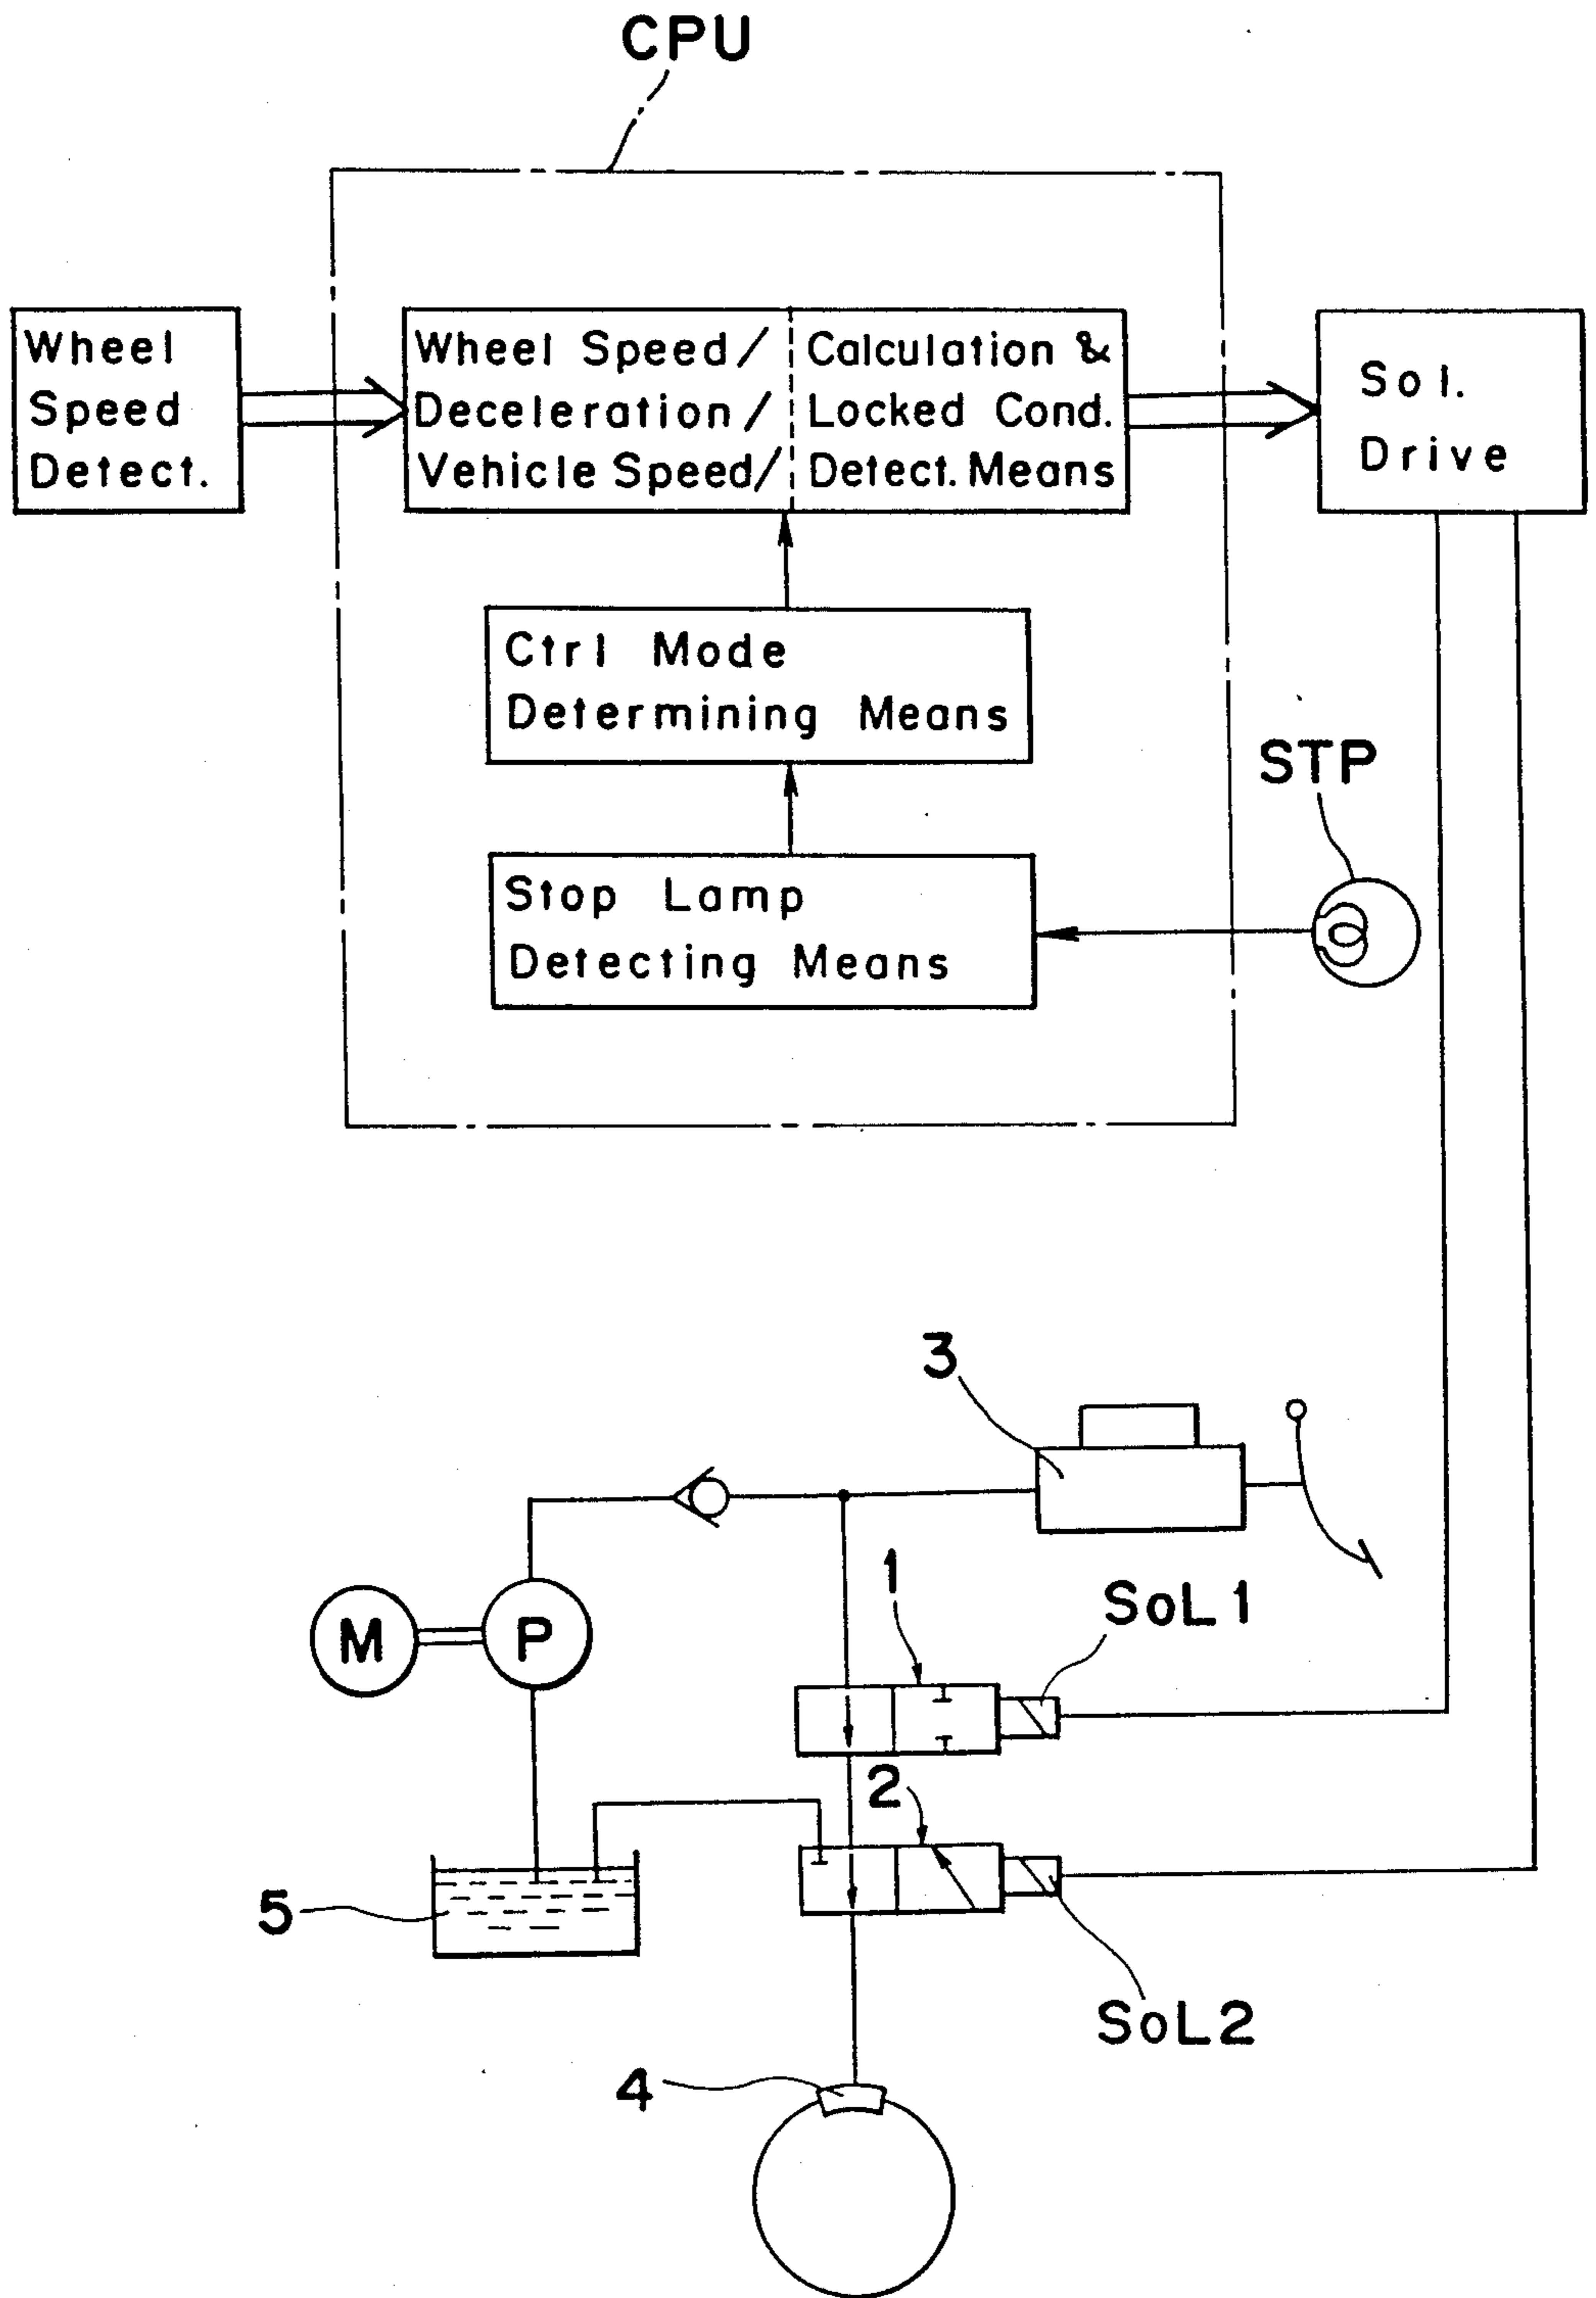 CPU
Wheel
Speed
Detect.
Wheel Speed/
Deceleration/
Vehicle Speed/
Calculation &
Locked Cond.
Detect. Means
Sol.
Drive
Ctrl Mode
Determining Means
STP
Stop Lamp
Detecting Means
3
1
SoL1
M
P
2
5
SoL2
4